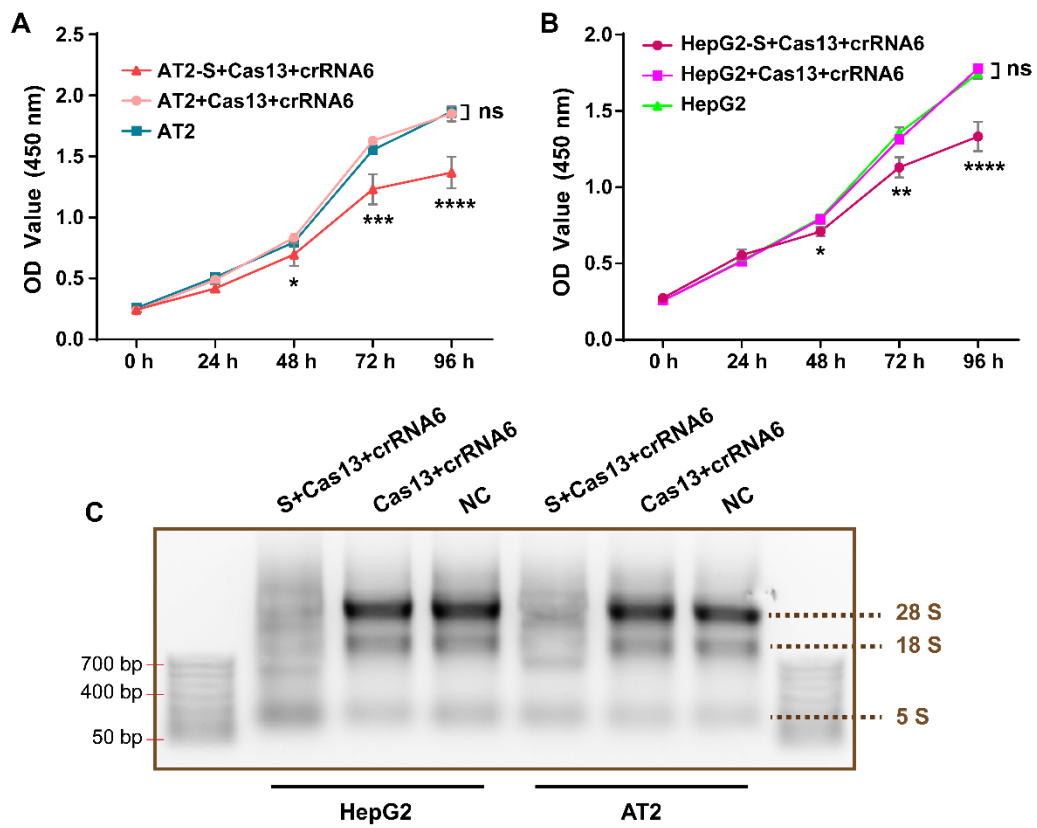 A
2.5
2.0
1.5
1.0
0.5
0.0
OD Value (450 nm)
AT2-S+Cas13+crRNA6
AT2+Cas13+crRNA6
AT2
ns
*
***
****
0 h 24 h 48 h 72 h 96 h
B
2.0
1.5
1.0
0.5
0.0
OD Value (450 nm)
HepG2-S+Cas13+crRNA6
HepG2+Cas13+crRNA6
HepG2
ns
*
**
****
0 h 24 h 48 h 72 h 96 h
C
S+Cas13+crRNA6
Cas13+crRNA6
NC
S+Cas13+crRNA6
Cas13+crRNA6
NC
700 bp
400 bp
50 bp
28 S
18 S
5 S
HepG2
AT2